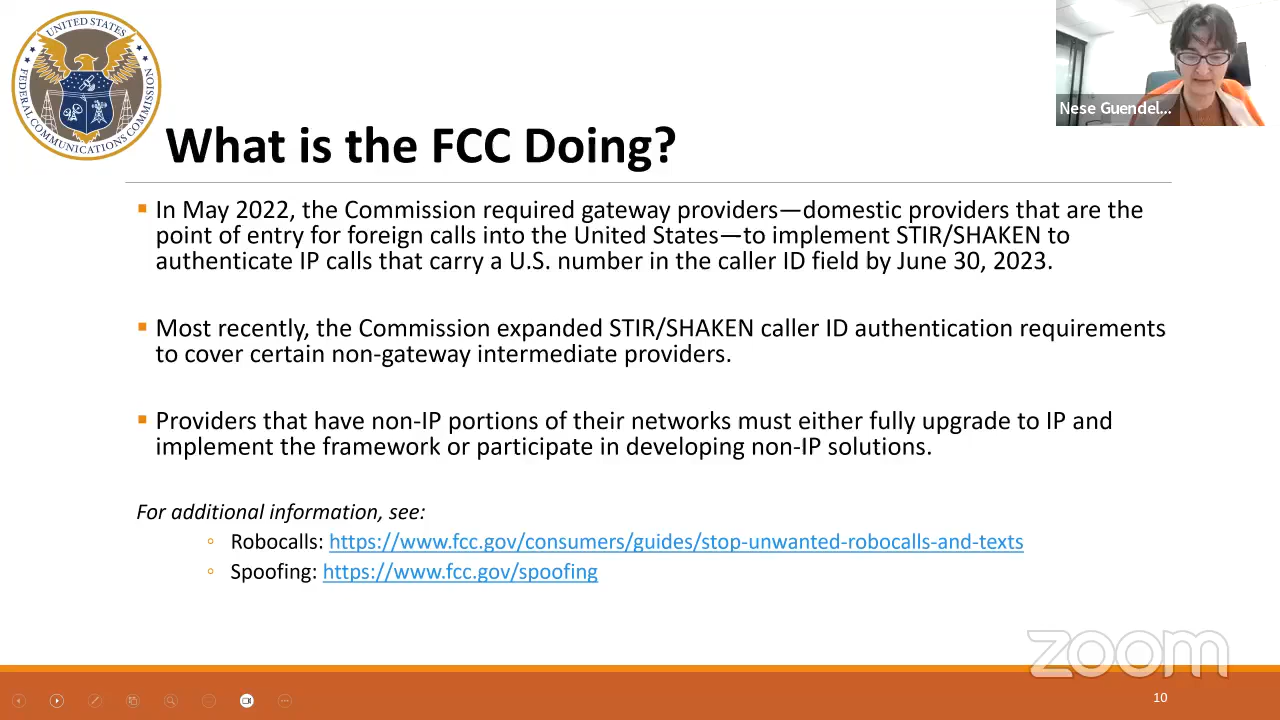 UNITED STATES
FEDERAL COMMUNICATIONS COMMISSION
Nese Guendel...
What is the FCC Doing?
In May 2022, the Commission required gateway providers—domestic providers that are the
point of entry for foreign calls into the United States—to implement STIR/SHAKEN to
authenticate IP calls that carry a U.S. number in the caller ID field by June 30, 2023.
Most recently, the Commission expanded STIR/SHAKEN caller ID authentication requirements
to cover certain non-gateway intermediate providers.
Providers that have non-IP portions of their networks must either fully upgrade to IP and
implement the framework or participate in developing non-IP solutions.
For additional information, see:
Robocalls: https://www.fcc.gov/consumers/guides/stop-unwanted-robocalls-and-texts
Spoofing: https://www.fcc.gov/spoofing
zoom
10